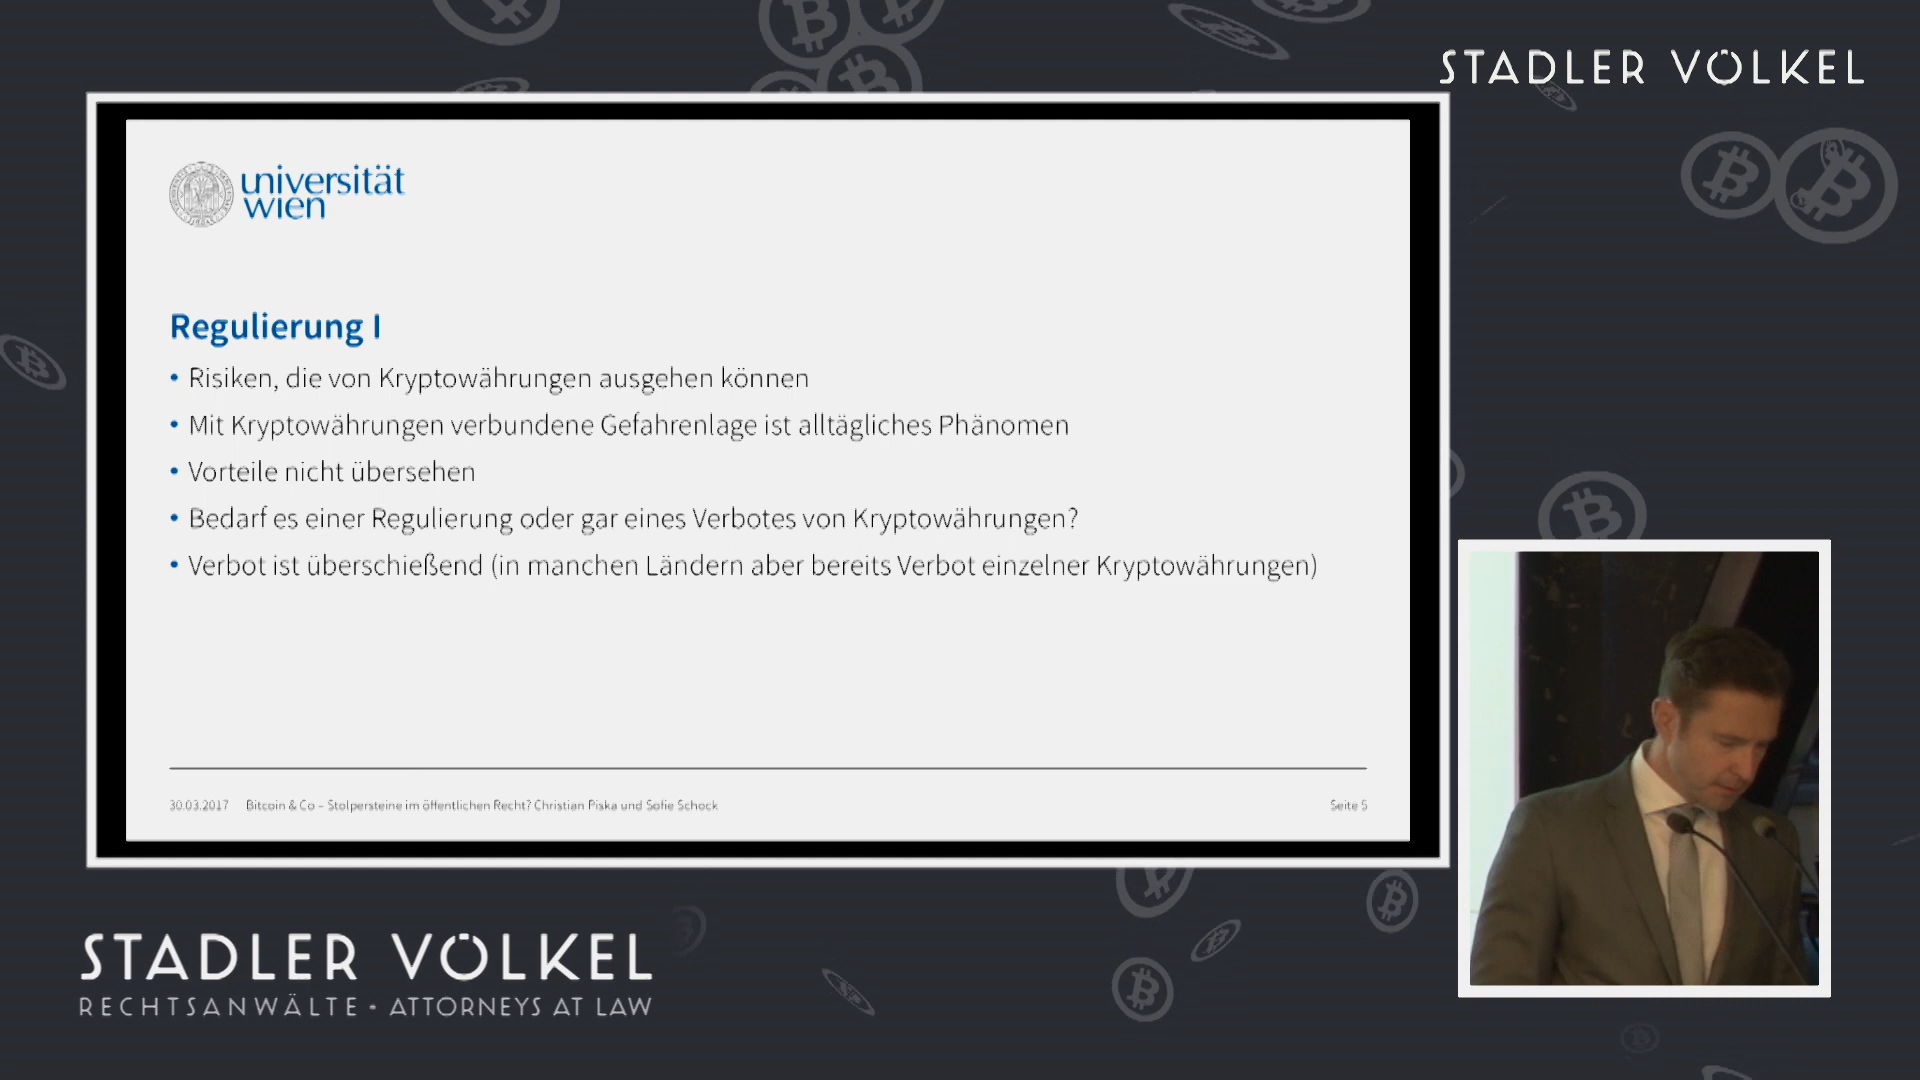 STADLER VÖLKEL
universität
wien
Regulierung I
• Risiken, die von Kryptowährungen ausgehen können
• Mit Kryptowährungen verbundene Gefahrenlage ist alltägliches Phänomen
• Vorteile nicht übersehen
• Bedarf es einer Regulierung oder gar eines Verbotes von Kryptowährungen?
• Verbot ist überschießend (in manchen Ländern aber bereits Verbot einzelner Kryptowährungen)
30.03.2017 Bitcoin & Co – Stolpersteine im öffentlichen Recht? Christian Piska und Sofie Schock Seite 5
STADLER VÖLKEL
RECHTSANWÄLTE • ATTORNEYS AT LAW